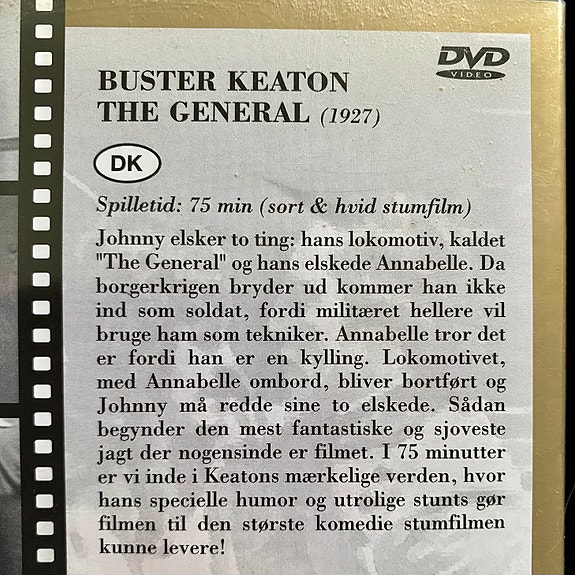 DVD
VIDEO
BUSTER KEATON
THE GENERAL (1927)
DK
Spilletid: 75 min (sort & hvid stumfilm)
Johnny elsker to ting: hans lokomotiv, kaldet
"The General" og hans elskede Annabelle. Da
borgerkrigen bryder ud kommer han ikke
ind som soldat, fordi militæret hellere vil
bruge ham som tekniker. Annabelle tror det
er fordi han er en kylling. Lokomotivet,
med Annabelle ombord, bliver bortført og
Johnny må redde sine to elskede. Sådan
begynder den mest fantastiske og sjoveste
jagt der nogensinde er filmet. I 75 minutter
er vi inde i Keatons mærkelige verden, hvor
hans specielle humor og utrolige stunts gør
filmen til den største komedie stumfilmen
kunne levere!